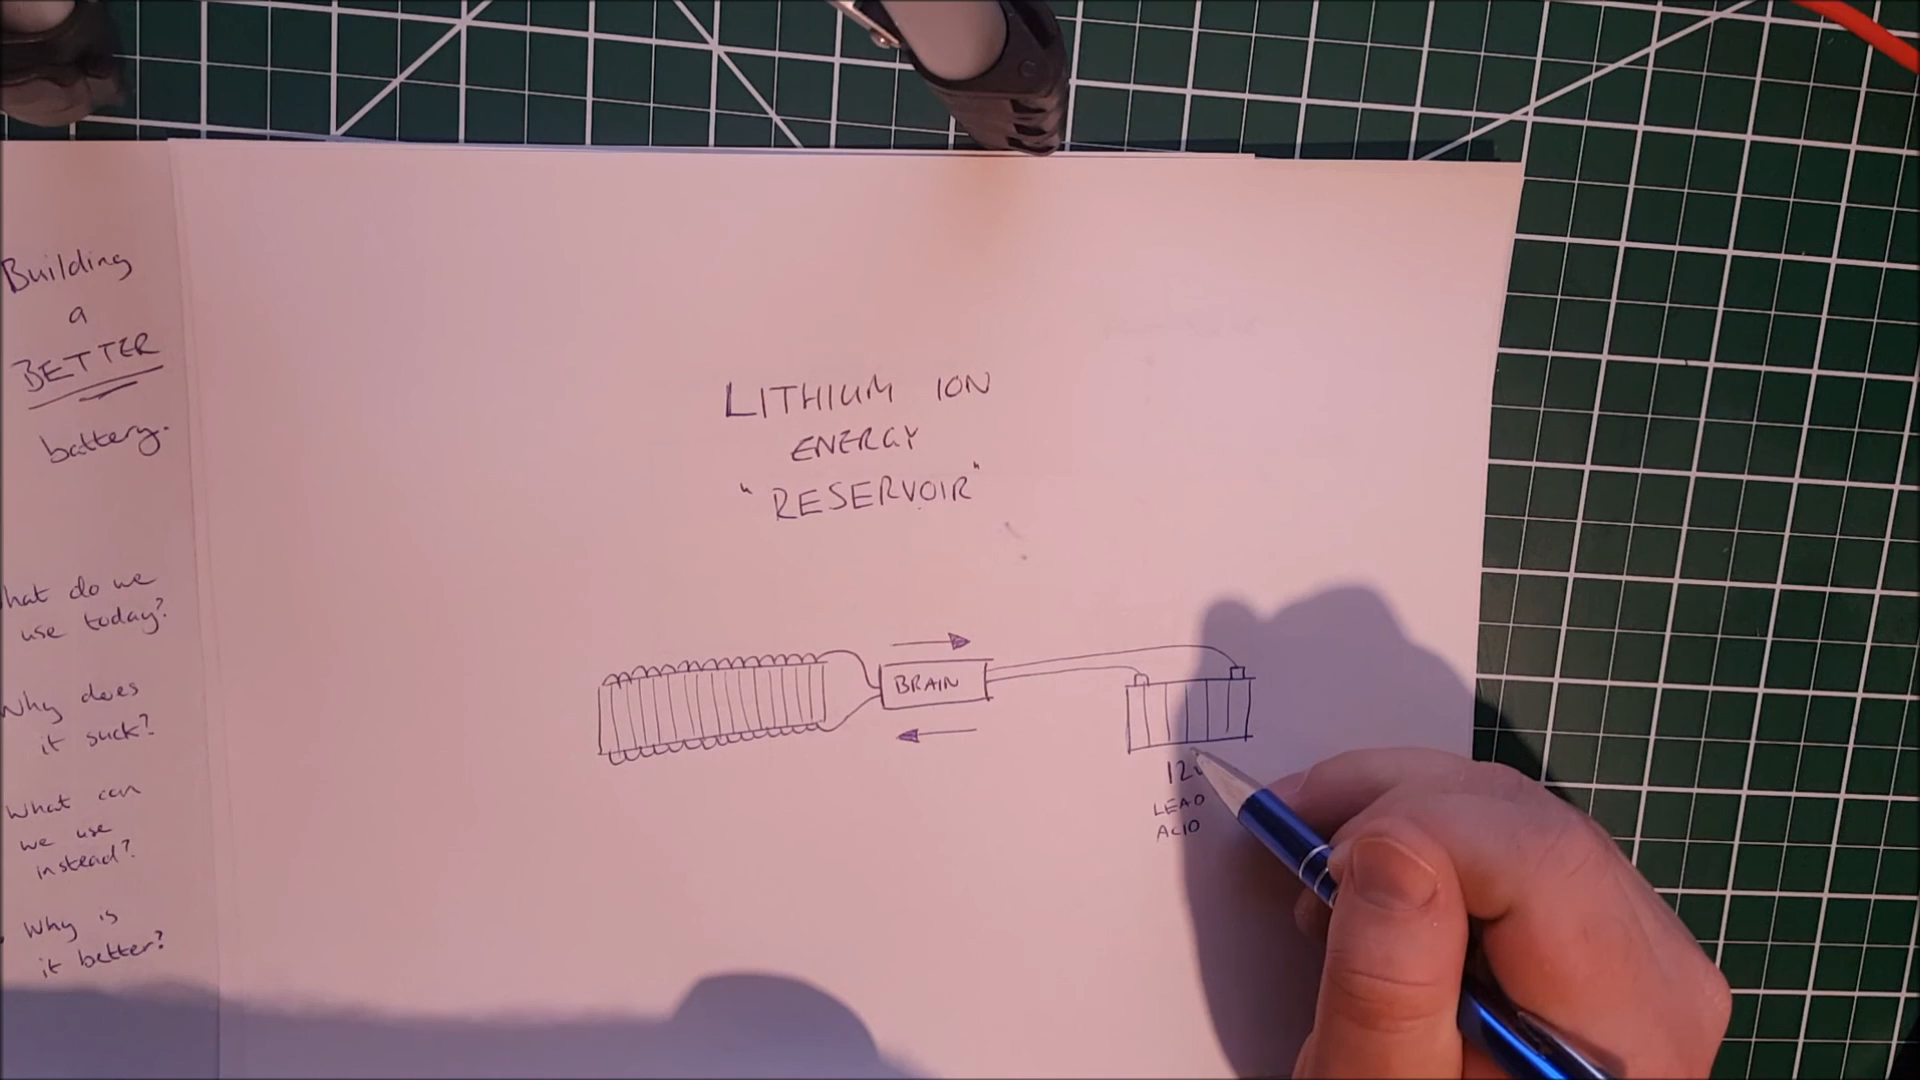 Building
a
BETTER
battery.
hat do we
use today?
Why does
it suck?
What can
we use
instead?
Why is
it better?
LITHIUM ION
ENERGY
"RESERVOIR"
BRAIN
12V
LEAD
ACID